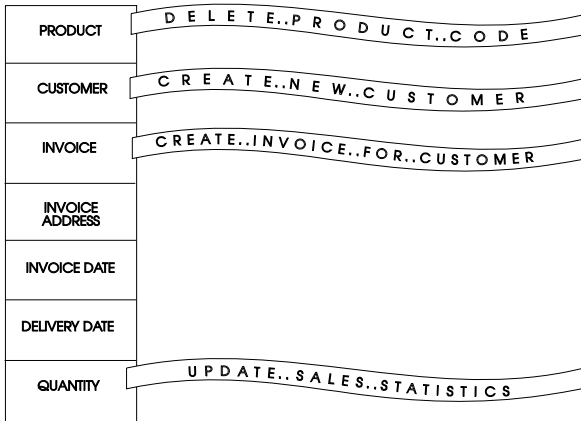 PRODUCT
DELETE..PRODUCT..CODE
CUSTOMER
CREATE..NEW..CUSTOMER
INVOICE
CREATE..INVOICE..FOR..CUSTOMER
INVOICE
ADDRESS
INVOICE DATE
DELIVERY DATE
QUANTITY
UPDATE..SALES..STATISTICS